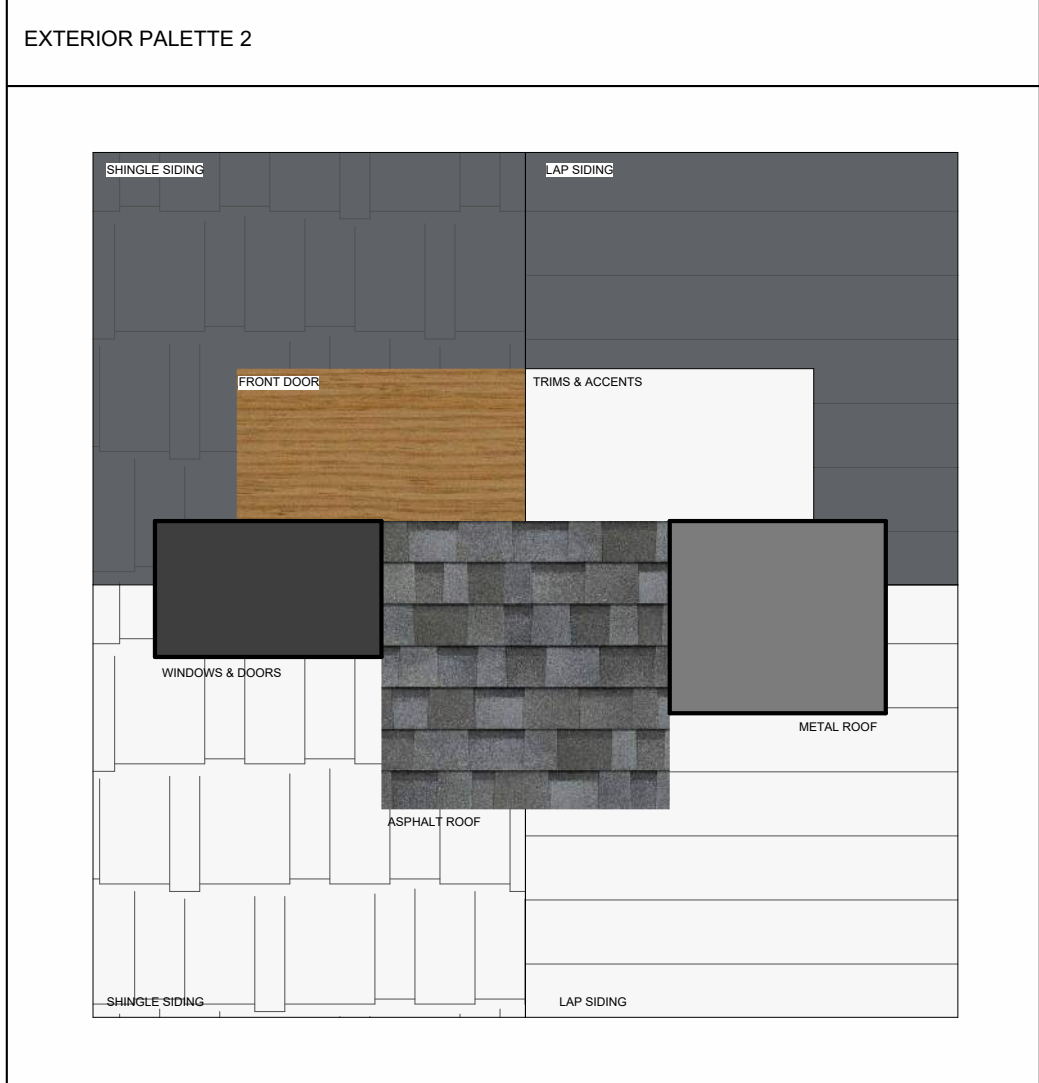 EXTERIOR PALETTE 2
SHINGLE SIDING
LAP SIDING
FRONT DOOR
TRIMS & ACCENTS
WINDOWS & DOORS
METAL ROOF
ASPHALT ROOF
SHINGLE SIDING
LAP SIDING